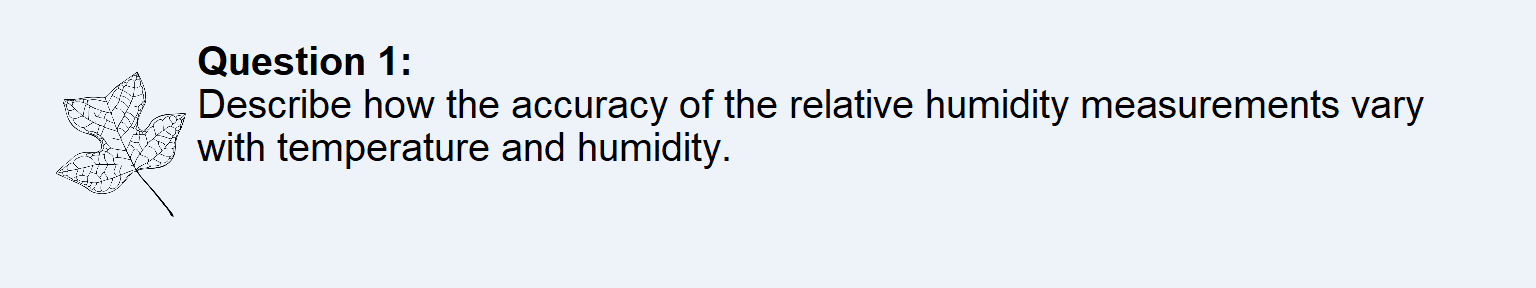 Question 1:
Describe how the accuracy of the relative humidity measurements vary
with temperature and humidity.